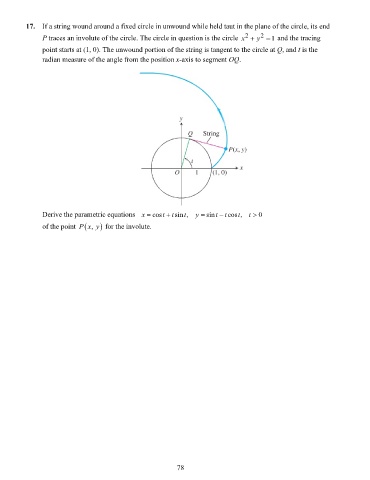 17. If a string wound around a fixed circle in unwound while held taut in the plane of the circle, its end
P traces an involute of the circle. The circle in question is the circle x² + y² = 1 and the tracing
point starts at (1, 0). The unwound portion of the string is tangent to the circle at Q, and t is the
radian measure of the angle from the position x-axis to segment OQ.
y
Q String
P(x, y)
t
x
O 1 (1, 0)
Derive the parametric equations x = cos t + t sin t, y = sin t − t cos t, t > 0
of the point P(x, y) for the involute.
78